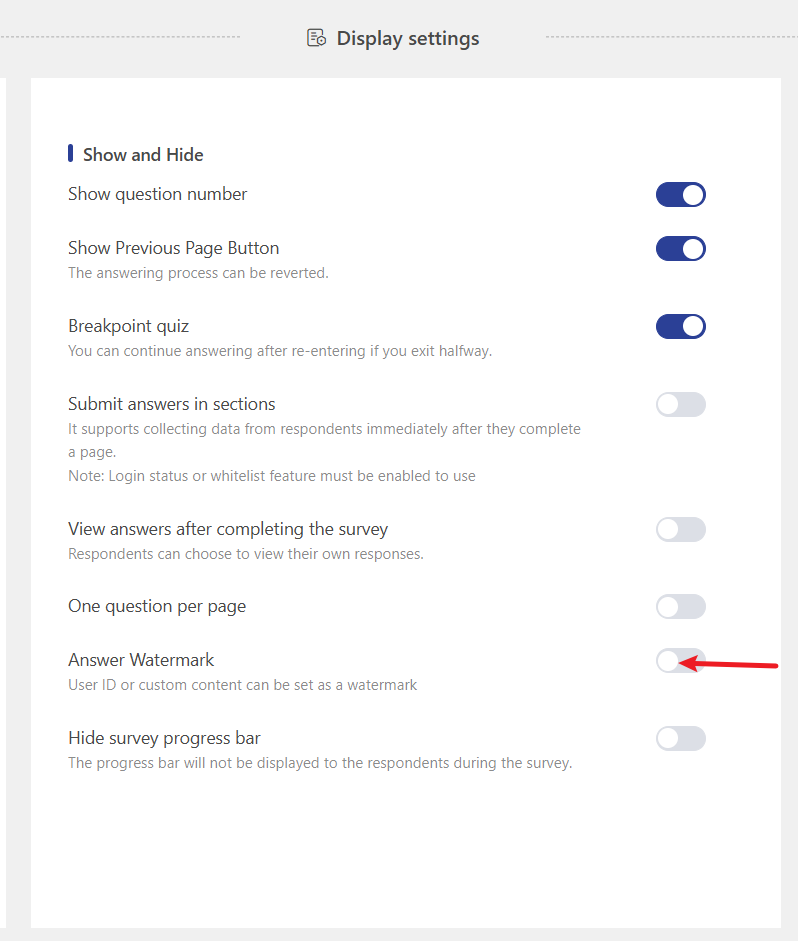 Display settings
Show and Hide
Show question number
Show Previous Page Button
The answering process can be reverted.
Breakpoint quiz
You can continue answering after re-entering if you exit halfway.
Submit answers in sections
It supports collecting data from respondents immediately after they complete
a page.
Note: Login status or whitelist feature must be enabled to use
View answers after completing the survey
Respondents can choose to view their own responses.
One question per page
Answer Watermark
User ID or custom content can be set as a watermark
Hide survey progress bar
The progress bar will not be displayed to the respondents during the survey.